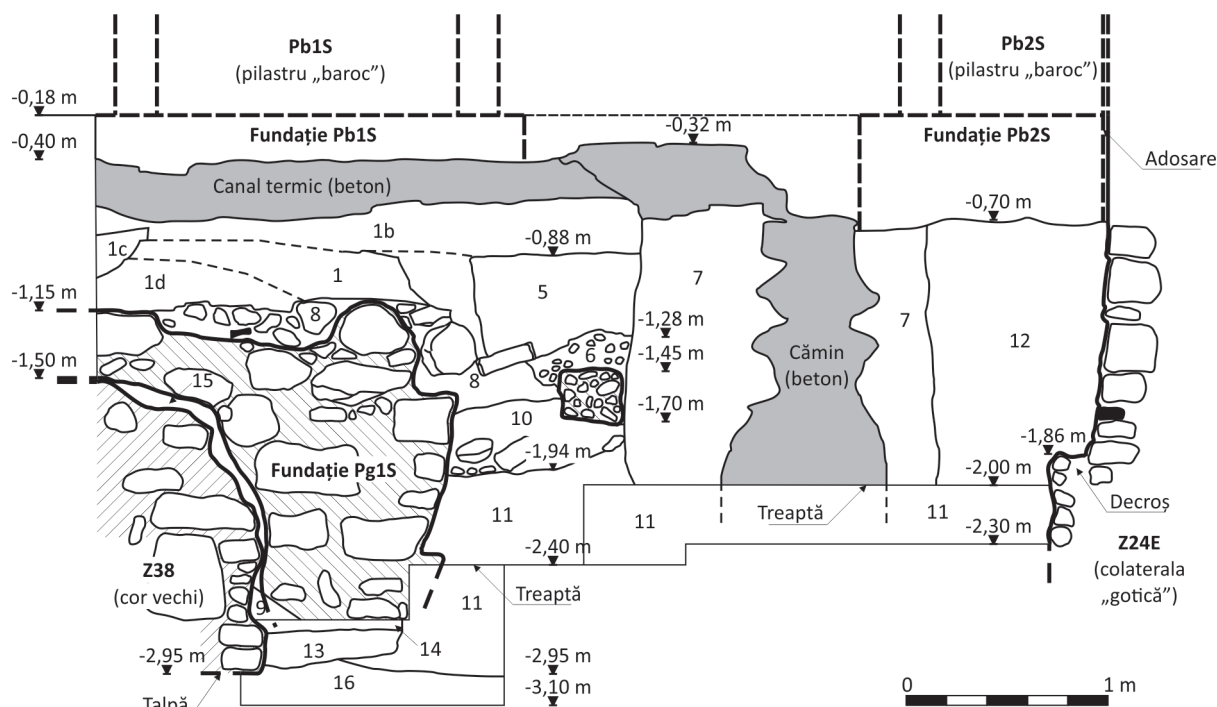 Pb1S
(pilastru „baroc”)
Pb2S
(pilastru „baroc”)
-0,18 m
-0,40 m
Fundație Pb1S
-0,32 m
Fundație Pb2S
Adosare
Canal termic (beton)
-0,70 m
1b
-0,88 m
1c
1d
1
5
7
-1,15 m
8
-1,28 m
7
12
6
-1,45 m
Cămin
(beton)
-1,50 m
15
8
-1,70 m
10
-1,94 m
-1,86 m
Fundație Pg1S
-2,00 m
Decroș
11
11
Treaptă
11
-2,30 m
-2,40 m
Z38
(cor vechi)
Z24E
(colaterala
„gotică”)
9
11
Treaptă
13
14
-2,95 m
-2,95 m
16
-3,10 m
Talpă
0
1 m